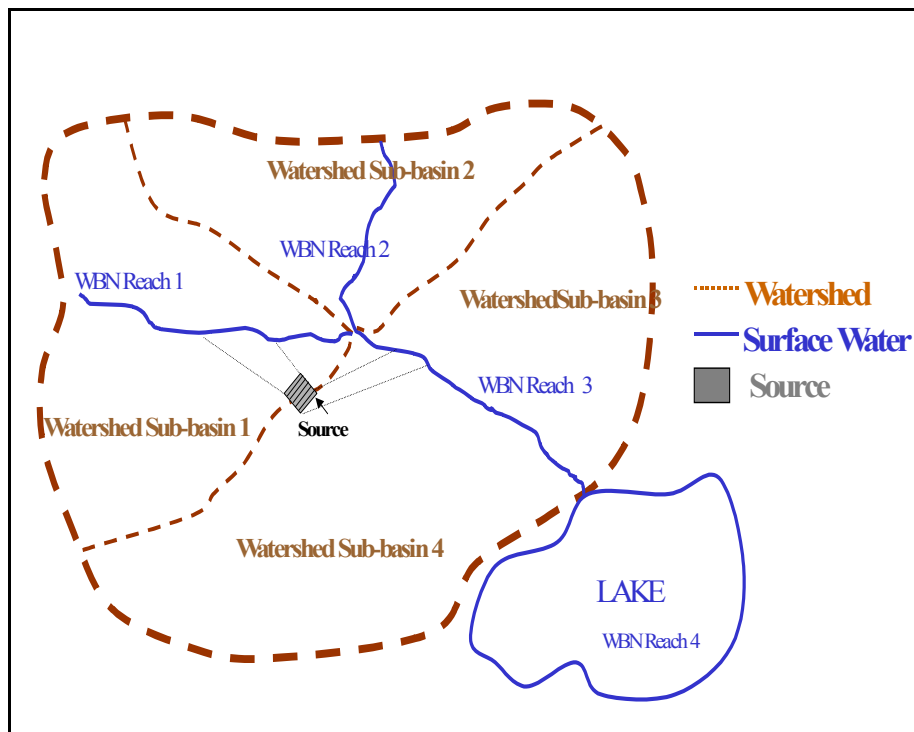 Watershed Sub-basin 2
WBN Reach 2
WBN Reach 1
WatershedSub-basin 3
Watershed
Surface Water
WBN Reach 3
Source
Watershed Sub-basin 1
Source
Watershed Sub-basin 4
LAKE
WBN Reach 4